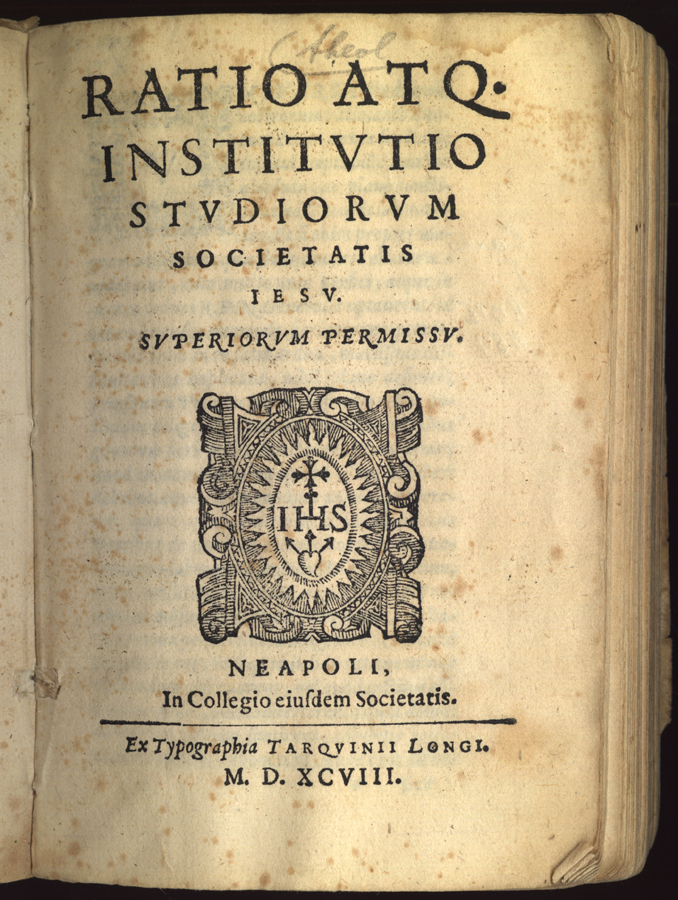 ( theol
RATIO ATQ.
INSTITVTIO
STVDIORVM
SOCIETATIS
IESV.
SVPERIORVM PERMISSV.
IHS
NEAPOLI,
In Collegio eiuſdem Societatis.
Ex Typographia TARQVINII LONGI.
M. D. XCVIII.